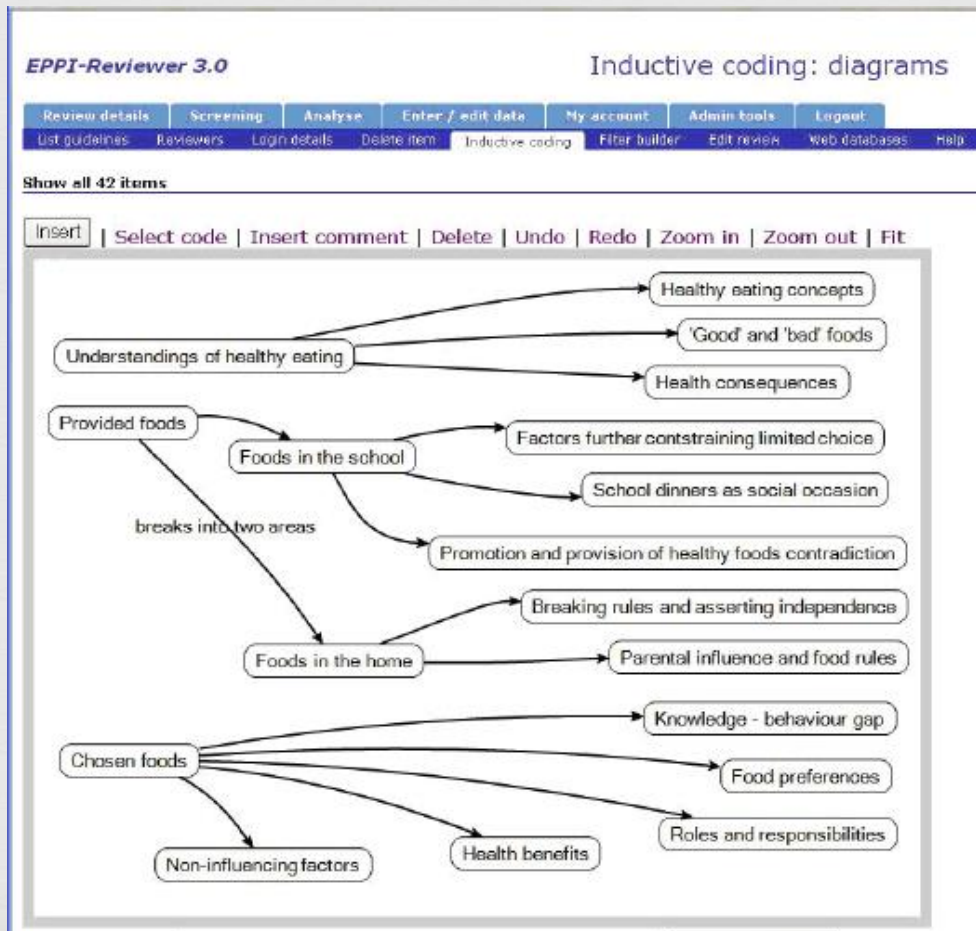 EPPI-Reviewer 3.0
Inductive coding: diagrams
Review details Screening Analyse Enter / edit data My account Admin tools Logout
List guidelines Reviewers Login details Delete item Inductive coding Filter builder Edit review Web databases Help
Show all 42 items
Insert | Select code | Insert comment | Delete | Undo | Redo | Zoom in | Zoom out | Fit
Healthy eating concepts
'Good' and 'bad' foods
Understandings of healthy eating
Health consequences
Provided foods
Factors further contstraining limited choice
Foods in the school
School dinners as social occasion
breaks into two areas
Promotion and provision of healthy foods contradiction
Breaking rules and asserting independence
Foods in the home
Parental influence and food rules
Knowledge - behaviour gap
Chosen foods
Food preferences
Roles and responsibilities
Health benefits
Non-influencing factors